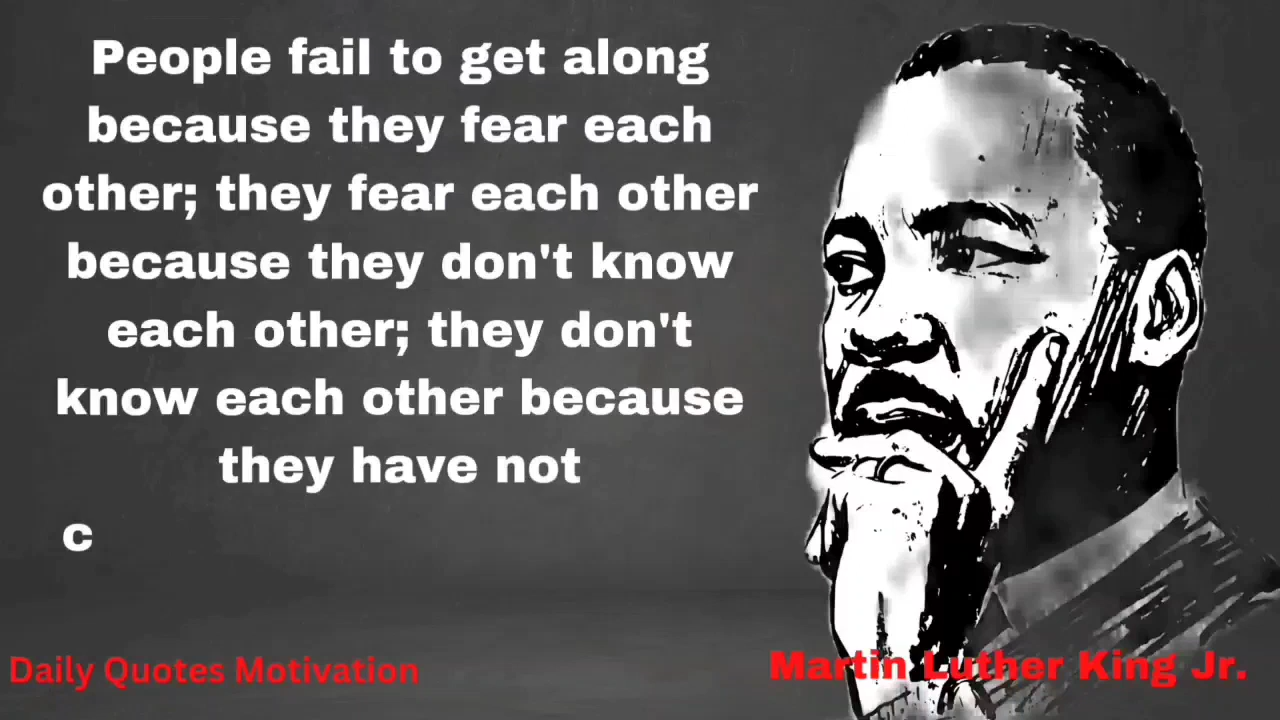 People fail to get along
because they fear each
other; they fear each other
because they don't know
each other; they don't
know each other because
they have not
c
Daily Quotes Motivation
Martin Luther King Jr.